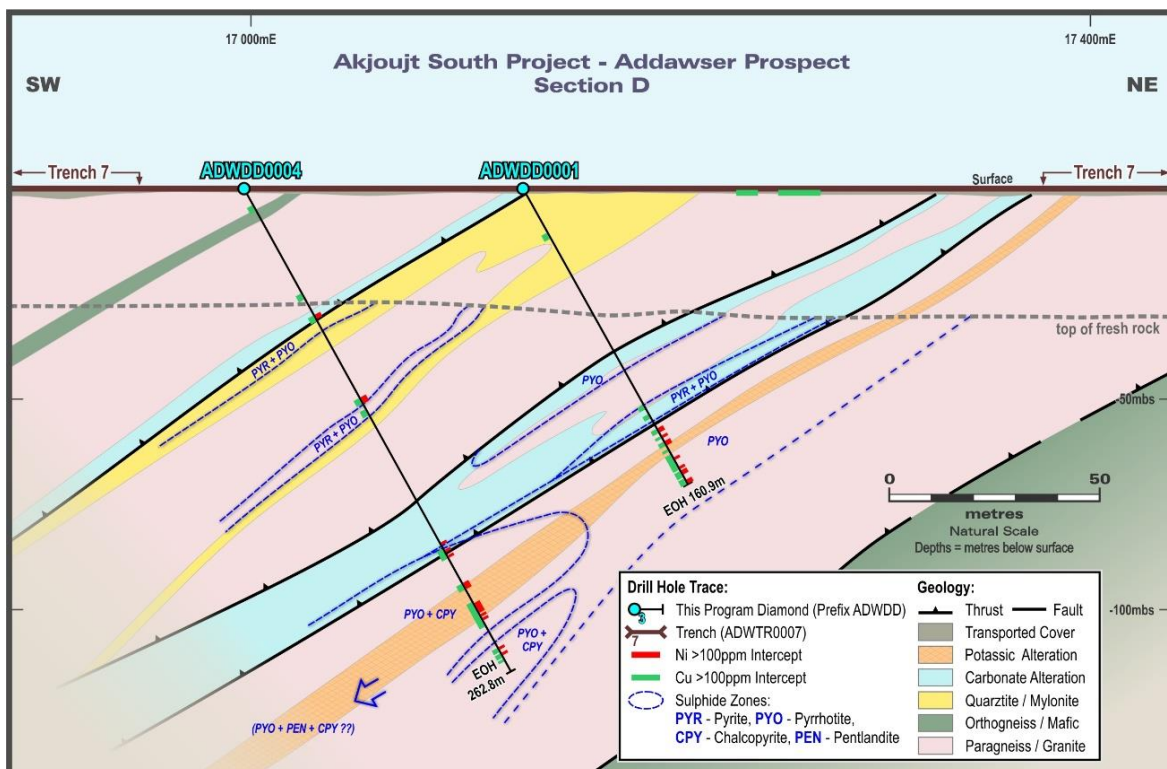 17 000mE
17 400mE
Akjoujt South Project - Addawser Prospect
Section D
SW
NE
Trench 7
ADWDD0004
ADWDD0001
Surface
Trench 7
top of fresh rock
PYR + PYO
PYO
PYR + PYO
-50mbs
PYR + PYO
PYO
EOH 160.9m
50
0
metres
Natural Scale
Depths = metres below surface
PYO + CPY
PYO +
CPY
EOH
262.8m
-100mbs
(PYO + PEN + CPY ??)
Drill Hole Trace:
3
This Program Diamond (Prefix ADWDD)
7
Trench (ADWTR0007)
Ni >100ppm Intercept
Cu >100ppm Intercept
Sulphide Zones:
PYR - Pyrite, PYO - Pyrrhotite,
CPY - Chalcopyrite, PEN - Pentlandite
Geology:
Thrust
Fault
Transported Cover
Potassic Alteration
Carbonate Alteration
Quarztite / Mylonite
Orthogneiss / Mafic
Paragneiss / Granite